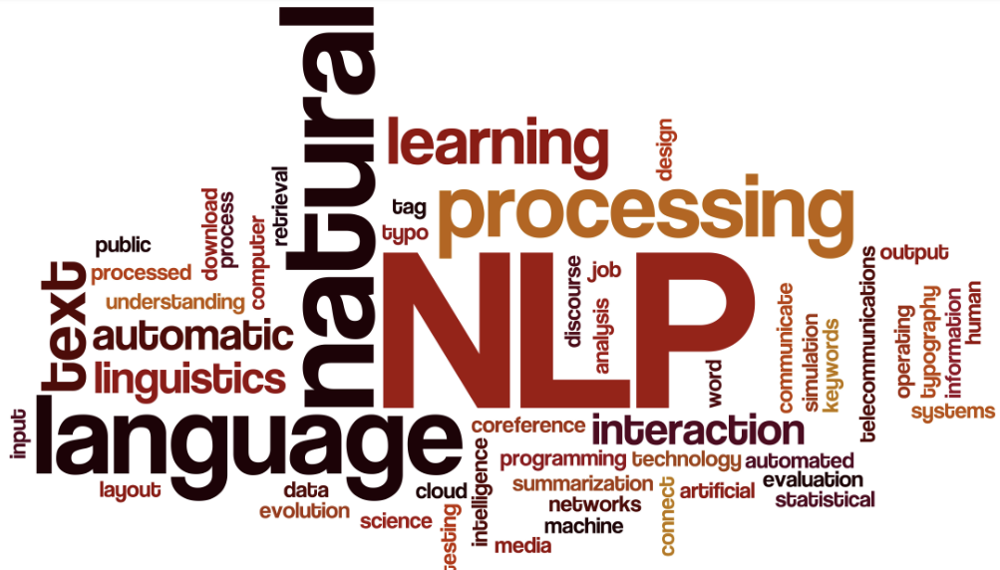 natural
learning
design
processing
retrieval
tag
typo
download
process
computer
public
processed
understanding
text
automatic
linguistics
NLP
discourse
job
analysis
word
communicate
simulation
keywords
telecommunications
output
operating
typography
information
human
systems
input
language
coreference
interaction
layout
data
evolution
cloud
science
testing
intelligence
programming
technology
automated
summarization
evaluation
artificial
statistical
networks
connect
machine
media